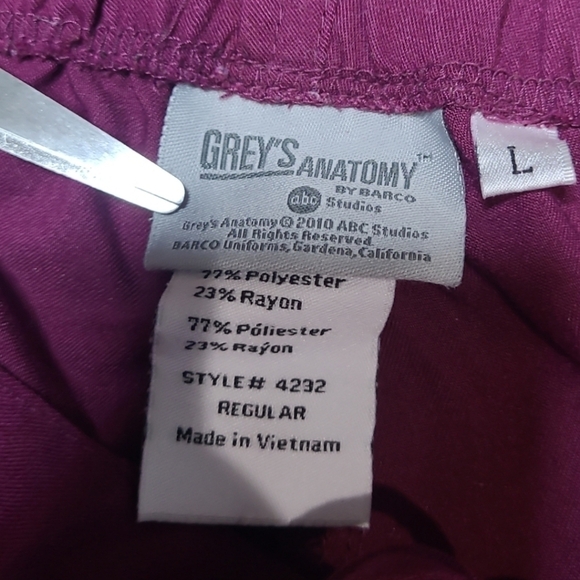 GREY'S ANATOMY™
BY BARCO
abc Studios
Grey's Anatomy © 2010 ABC Studios
All Rights Reserved
BARCO Uniforms, Gardena, California
L
77% Polyester
23% Rayon
77% Póliester
23% Raýon
STYLE# 4232
REGULAR
Made in Vietnam